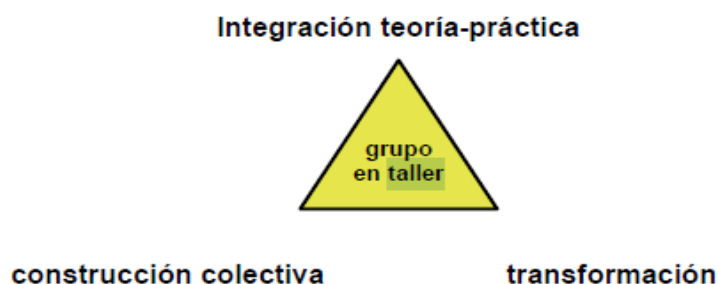 Integración teoría-práctica
grupo
en taller
construcción colectiva
transformación